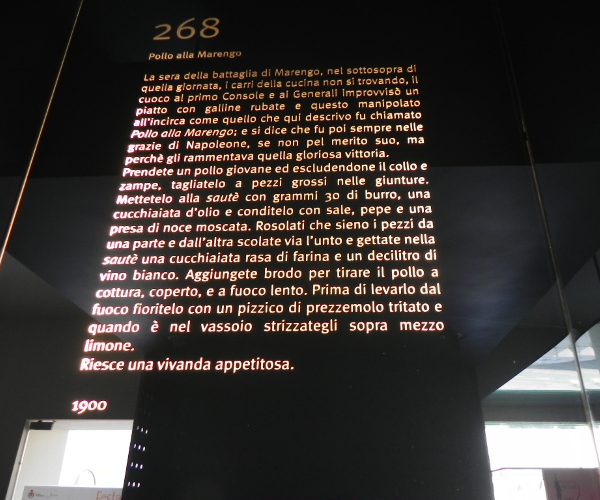 268
Pollo alla Marengo
La sera della battaglia di Marengo, nel sottosopra di
quella giornata, i carri della cucina non si trovando, il
cuoco al primo Console e ai Generali improvvisò un
piatto con galline rubate e questo manipolato
all'incirca come quello che qui descrivo fu chiamato
Pollo alla Marengo; e si dice che fu poi sempre nelle
grazie di Napoleone, se non pel merito suo, ma
perchè gli rammentava quella gloriosa vittoria.
Prendete un pollo giovane ed escludendone il collo e
zampe, tagliatelo a pezzi grossi nelle giunture.
Mettetelo alla sautè con grammi 30 di burro, una
cucchiaiata d'olio e conditelo con sale, pepe e una
presa di noce moscata. Rosolati che sieno i pezzi da
una parte e dall'altra scolate via l'unto e gettate nella
sautè una cucchiaiata rasa di farina e un decilitro di
vino bianco. Aggiungete brodo per tirare il pollo a
cottura, coperto, e a fuoco lento. Prima di levarlo dal
fuoco fioritelo con un pizzico di prezzemolo tritato e
quando è nel vassoio strizzategli sopra mezzo
limone.
Riesce una vivanda appetitosa.
1900